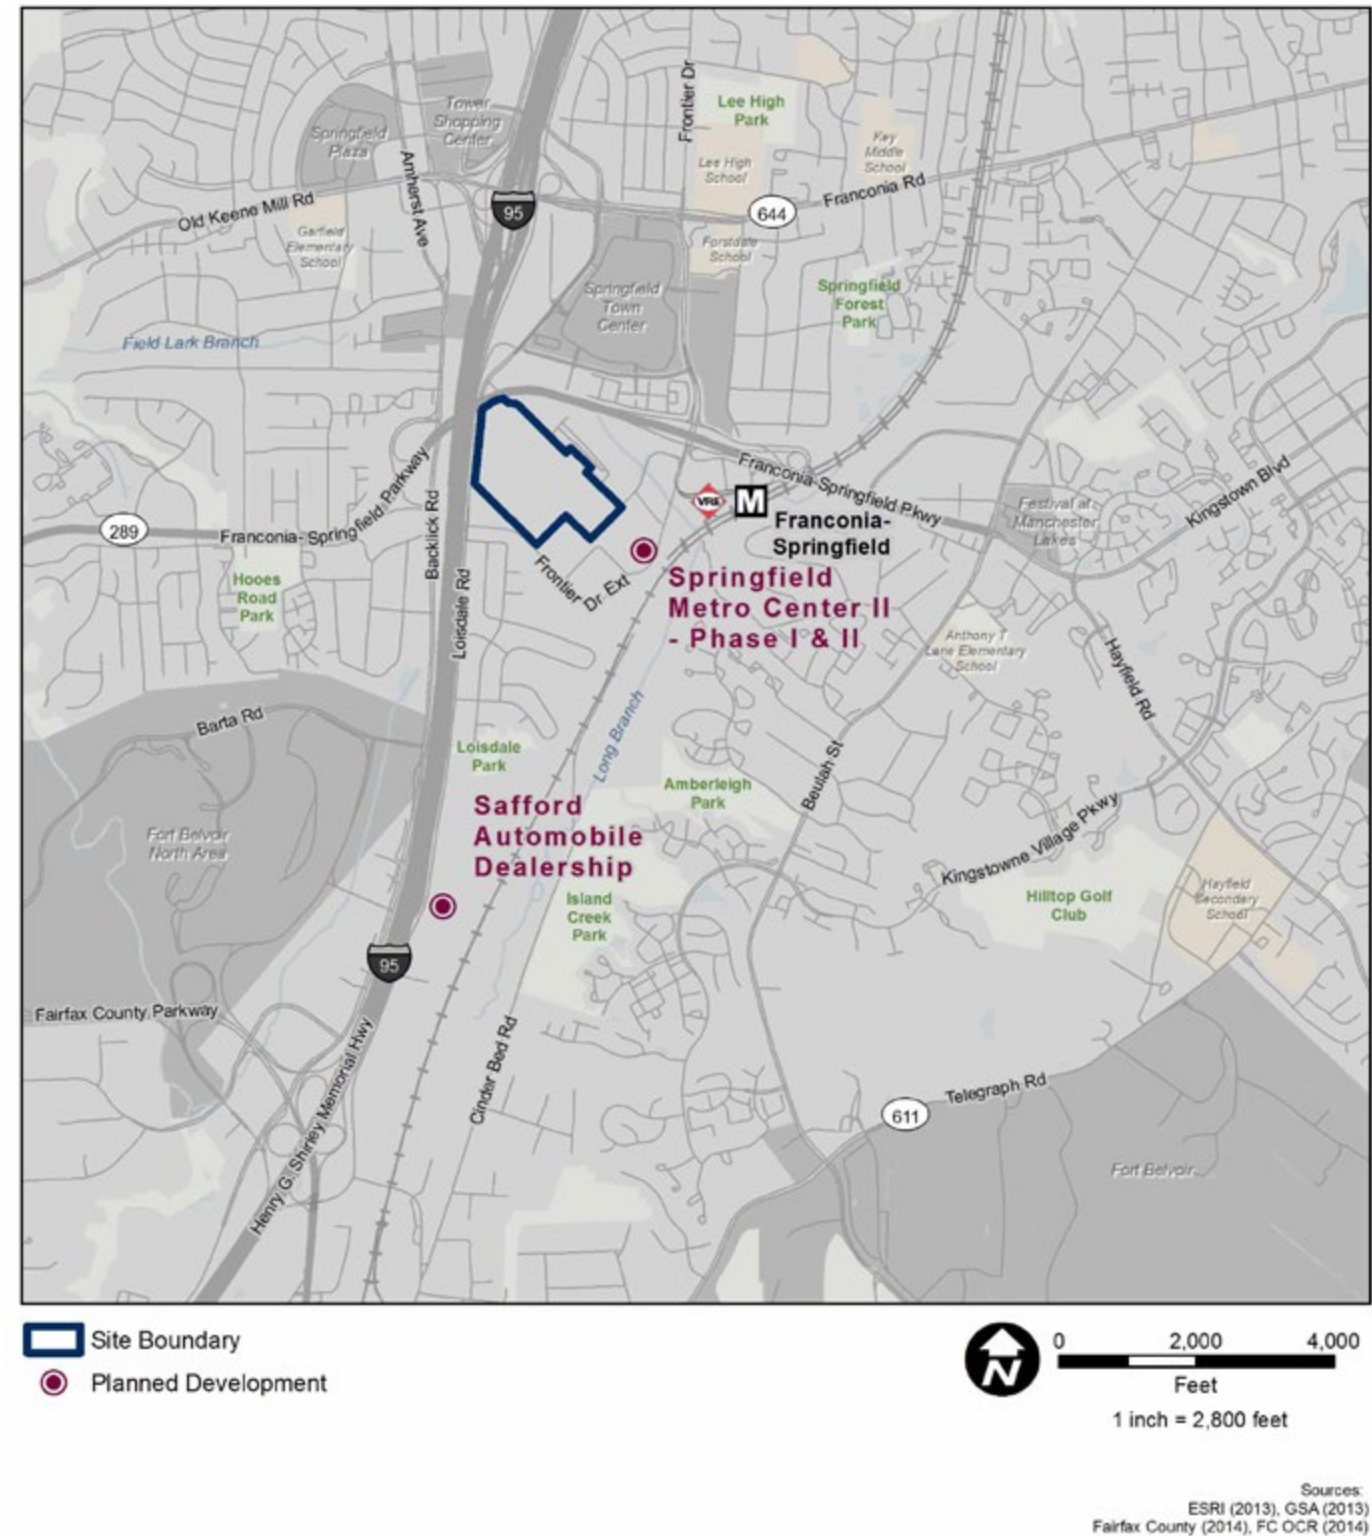 Frontier Dr
Lee High
Park
Tower
Shopping
Center
Springfield
Plaza
Key
Middle
School
Lee High
School
Amherst Ave
Franconia Rd
Old Keene Mill Rd
95
644
Garfield
Elementary
School
Forstdale
School
Springfield
Town
Center
Springfield
Forest
Park
Field Lark Branch
Franconia-Springfield Pkwy
VRE
M
Franconia-
Springfield
Festival at
Manchester
Lakes
Kingstown Blvd
289
Franconia- Springfield Parkway
Backlick Rd
Loisdale Rd
Frontier Dr Ext
Springfield
Metro Center II
- Phase I & II
Hooes
Road
Park
Anthony T
Lane Elementary
School
Hayfield Rd
Barta Rd
Long Branch
Loisdale
Park
Amberleigh
Park
Beulah St
Safford
Automobile
Dealership
Fort Belvoir
North Area
Kingstowne Village Pkwy
Island
Creek
Park
Hilltop Golf
Club
Hayfield
Secondary
School
95
Fairfax County Parkway
Henry G. Shirley Memorial Hwy
Cinder Bed Rd
Telegraph Rd
611
Fort Belvoir
Site Boundary
Planned Development
N
0 2,000 4,000
Feet
1 inch = 2,800 feet
Sources:
ESRI (2013), GSA (2013)
Fairfax County (2014), FC OCR (2014)